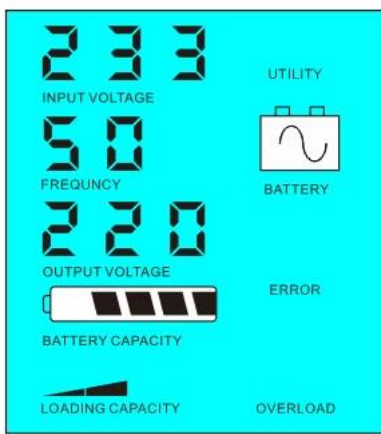 233
UTILITY
INPUT VOLTAGE
50
FREQUNCY
BATTERY
220
OUTPUT VOLTAGE
ERROR
BATTERY CAPACITY
LOADING CAPACITY
OVERLOAD